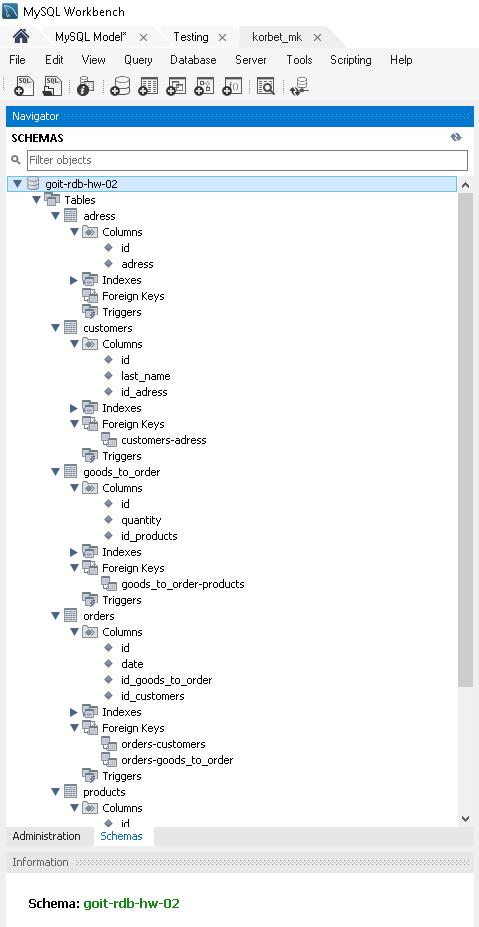 MySQL Workbench
MySQL Model* Testing korbet_mk
File Edit View Query Database Server Tools Scripting Help
Navigator
SCHEMAS
Filter objects
goit-rdb-hw-02
Tables
adress
Columns
id
adress
Indexes
Foreign Keys
Triggers
customers
Columns
id
last_name
id_adress
Indexes
Foreign Keys
customers-adress
Triggers
goods_to_order
Columns
id
quantity
id_products
Indexes
Foreign Keys
goods_to_order-products
Triggers
orders
Columns
id
date
id_goods_to_order
id_customers
Indexes
Foreign Keys
orders-customers
orders-goods_to_order
Triggers
products
Columns
id
Administration Schemas
Information
Schema: goit-rdb-hw-02